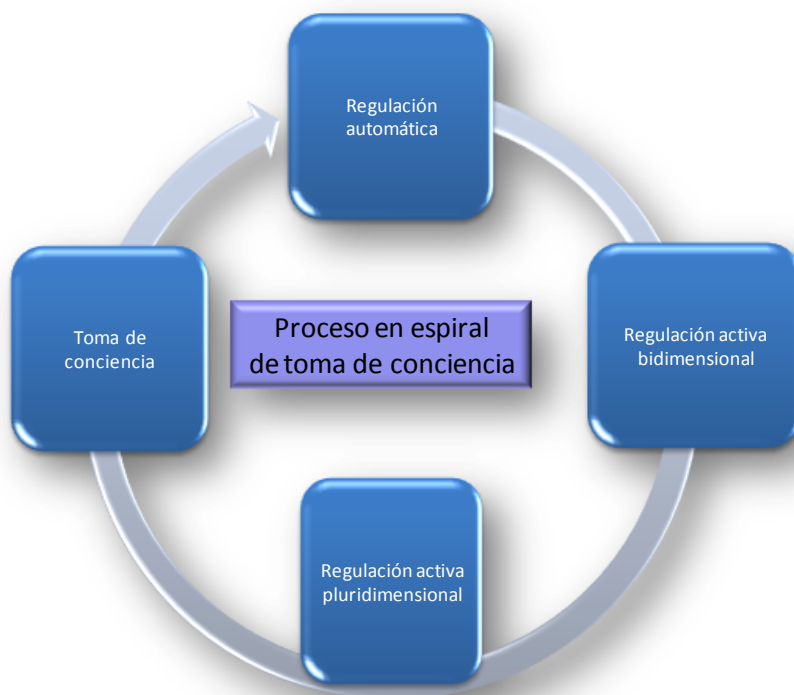 Regulación
automática
Toma de
conciencia
Proceso en espiral
de toma de conciencia
Regulación activa
bidimensional
Regulación activa
pluridimensional